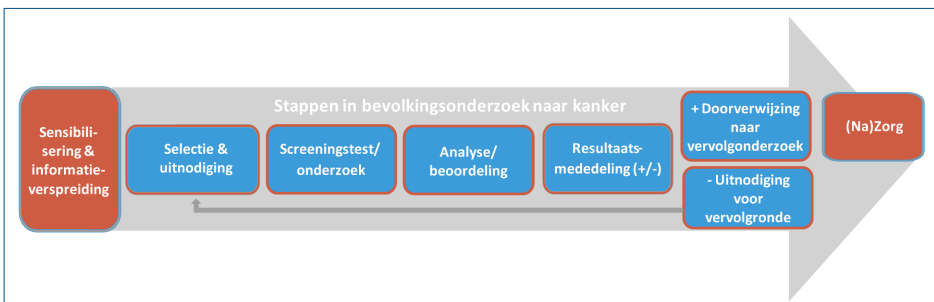 Stappen in bevolkingsonderzoek naar kanker
Sensibili-
sering &
informatie-
verspreiding
Selectie &
uitnodiging
Screeningstest/
onderzoek
Analyse/
beoordeling
Resultaats-
mededeling (+/-)
+ Doorverwijzing
naar
vervolgonderzoek
- Uitnodiging
voor
vervolgronde
(Na)Zorg